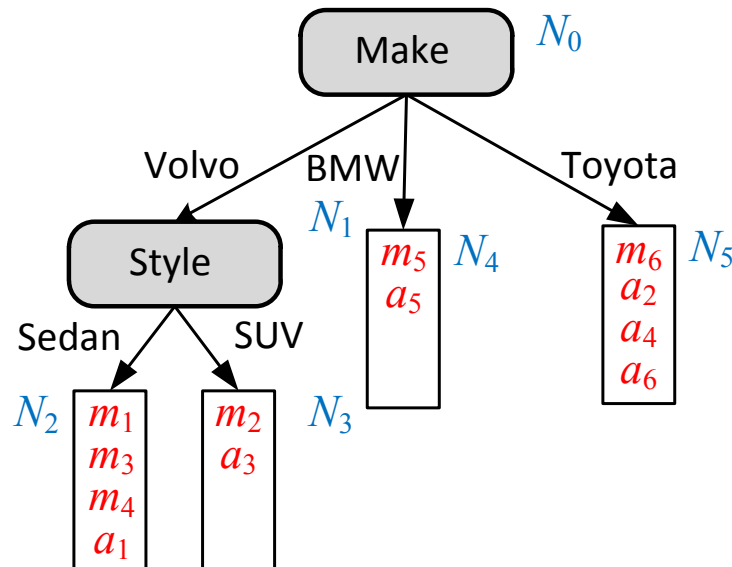 Make N₀
Volvo BMW Toyota
N₁
Style
m₅ N₄
a₅
m₆ N₅
a₂
a₄
a₆
Sedan SUV
N₂ m₁
m₃
m₄
a₁
m₂ N₃
a₃